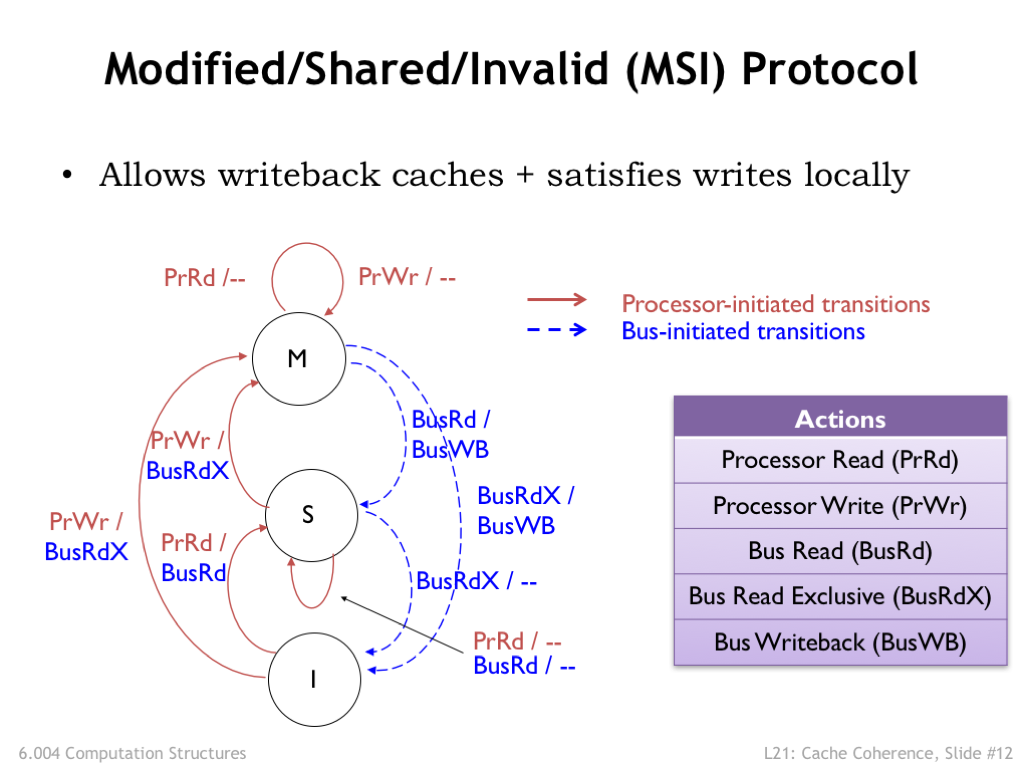 Modified/Shared/Invalid (MSI) Protocol
• Allows writeback caches + satisfies writes locally
PrRd /--
PrWr / --
Processor-initiated transitions
Bus-initiated transitions
M
BusRd /
BusWB
PrWr /
BusRdX
BusRdX /
BusWB
S
PrWr /
BusRdX
PrRd /
BusRd
BusRdX / --
PrRd / --
BusRd / --
I
Actions
Processor Read (PrRd)
Processor Write (PrWr)
Bus Read (BusRd)
Bus Read Exclusive (BusRdX)
Bus Writeback (BusWB)
6.004 Computation Structures
L21: Cache Coherence, Slide #12